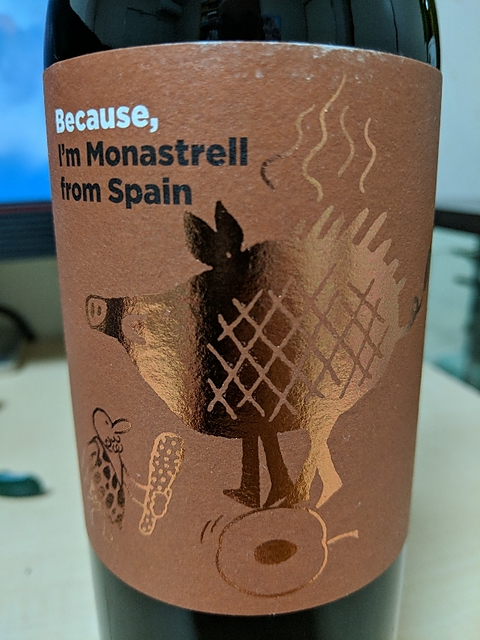 Because,
I'm Monastrell
from Spain